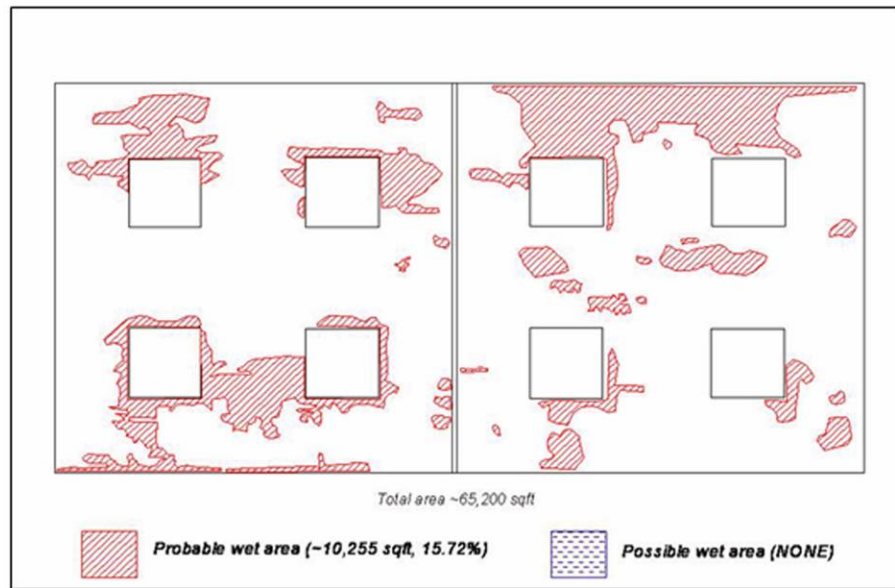 Total area ~65,200 sqft
Probable wet area (~10,255 sqft, 15.72%)
Possible wet area (NONE)